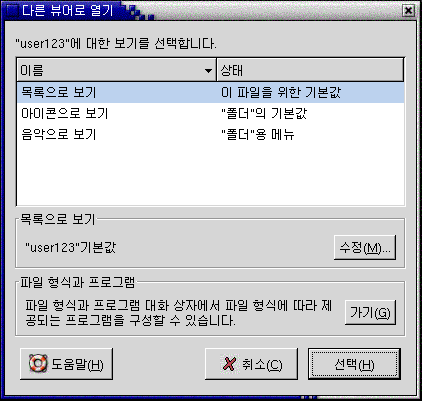 다른 뷰어로 열기
"user123"에 대한 보기를 선택합니다.
이름 상태
목록으로 보기 이 파일을 위한 기본값
아이콘으로 보기 "폴더"의 기본값
음악으로 보기 "폴더"용 메뉴
목록으로 보기
"user123"기본값 수정(M)...
파일 형식과 프로그램
파일 형식과 프로그램 대화 상자에서 파일 형식에 따라 제
공되는 프로그램을 구성할 수 있습니다. 가기(G)
도움말(H) 취소(C) 선택(H)